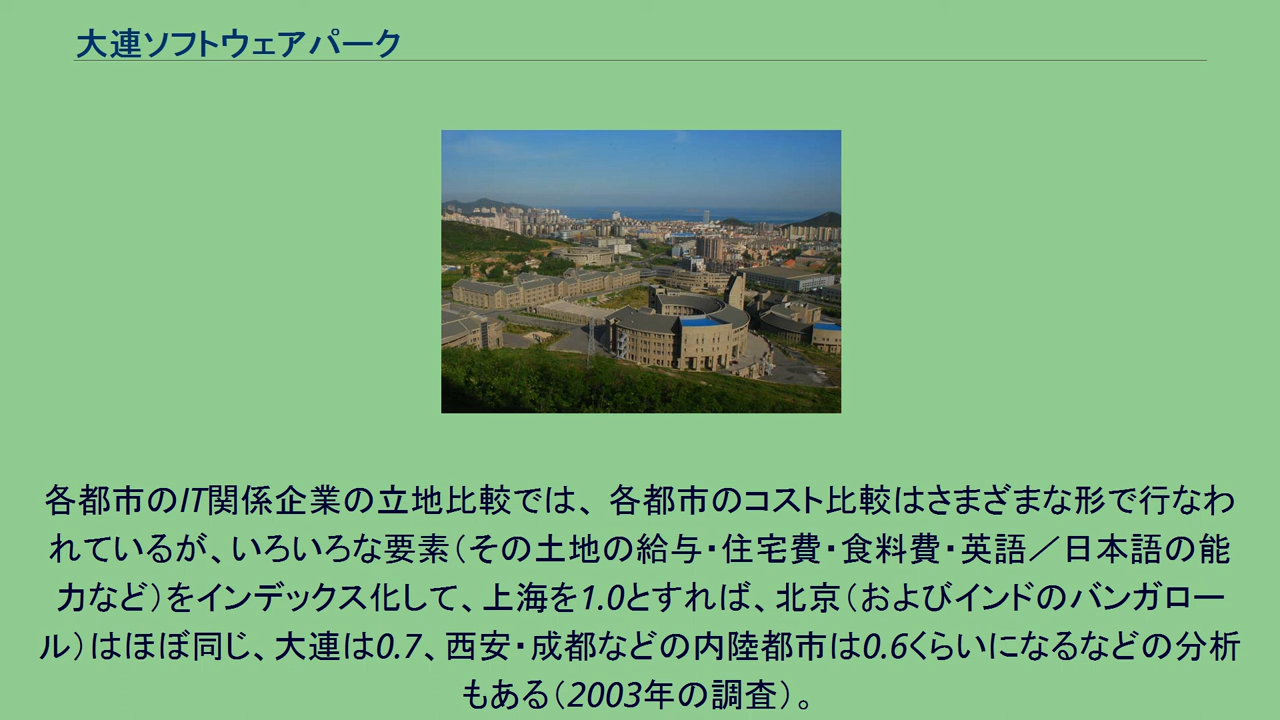 大連ソフトウェアパーク
各都市のIT関係企業の立地比較では、各都市のコスト比較はさまざまな形で行なわ
れているが、いろいろな要素（その土地の給与・住宅費・食料費・英語／日本語の能
力など）をインデックス化して、上海を1.0とすれば、北京（およびインドのバンガロー
ル）はほぼ同じ、大連は0.7、西安・成都などの内陸都市は0.6くらいになるなどの分析
もある（2003年の調査）。